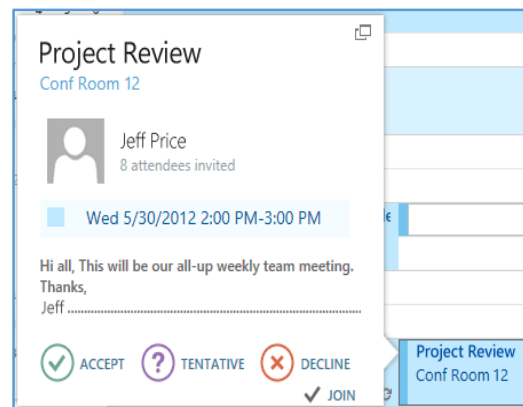 Project Review
Conf Room 12
Jeff Price
8 attendees invited
Wed 5/30/2012 2:00 PM-3:00 PM
Hi all, This will be our all-up weekly team meeting.
Thanks,
Jeff ..........................................................................................
ACCEPT ? TENTATIVE DECLINE
JOIN
Project Review
Conf Room 12